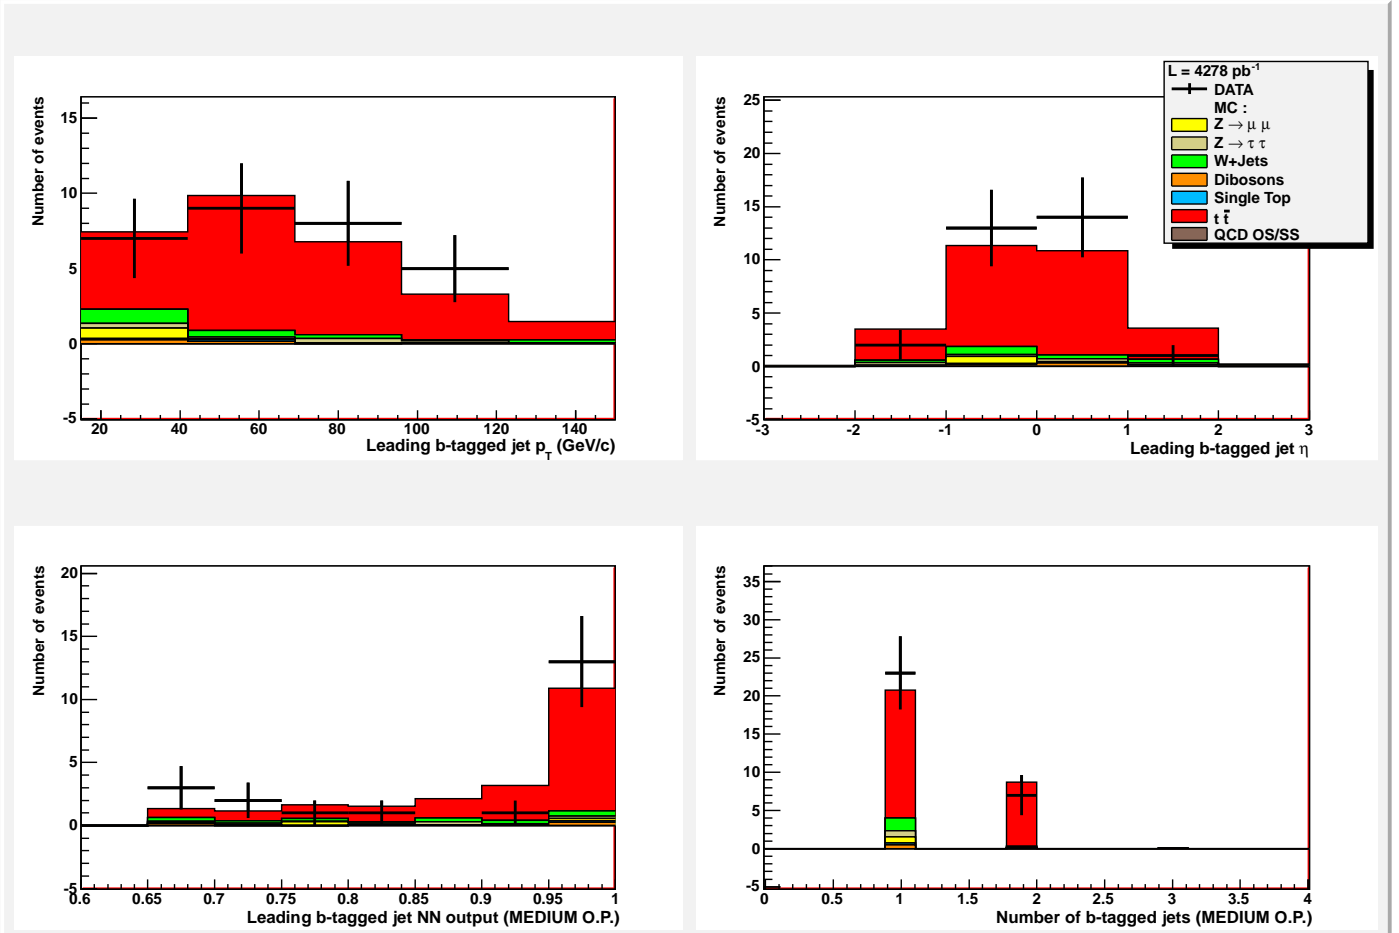 Number of events
15
10
5
0
-5
20 40 60 80 100 120 140
Leading b-tagged jet p_T (GeV/c)
Number of events
25
20
15
10
5
0
-5
-3 -2 -1 0 1 2 3
Leading b-tagged jet η
L = 4278 pb⁻¹
DATA
MC :
Z → μ μ
Z → τ τ
W+Jets
Dibosons
Single Top
t t̄
QCD OS/SS
Number of events
20
15
10
5
0
-5
0.6 0.65 0.7 0.75 0.8 0.85 0.9 0.95 1
Leading b-tagged jet NN output (MEDIUM O.P.)
Number of events
35
30
25
20
15
10
5
0
-5
0 0.5 1 1.5 2 2.5 3 3.5 4
Number of b-tagged jets (MEDIUM O.P.)